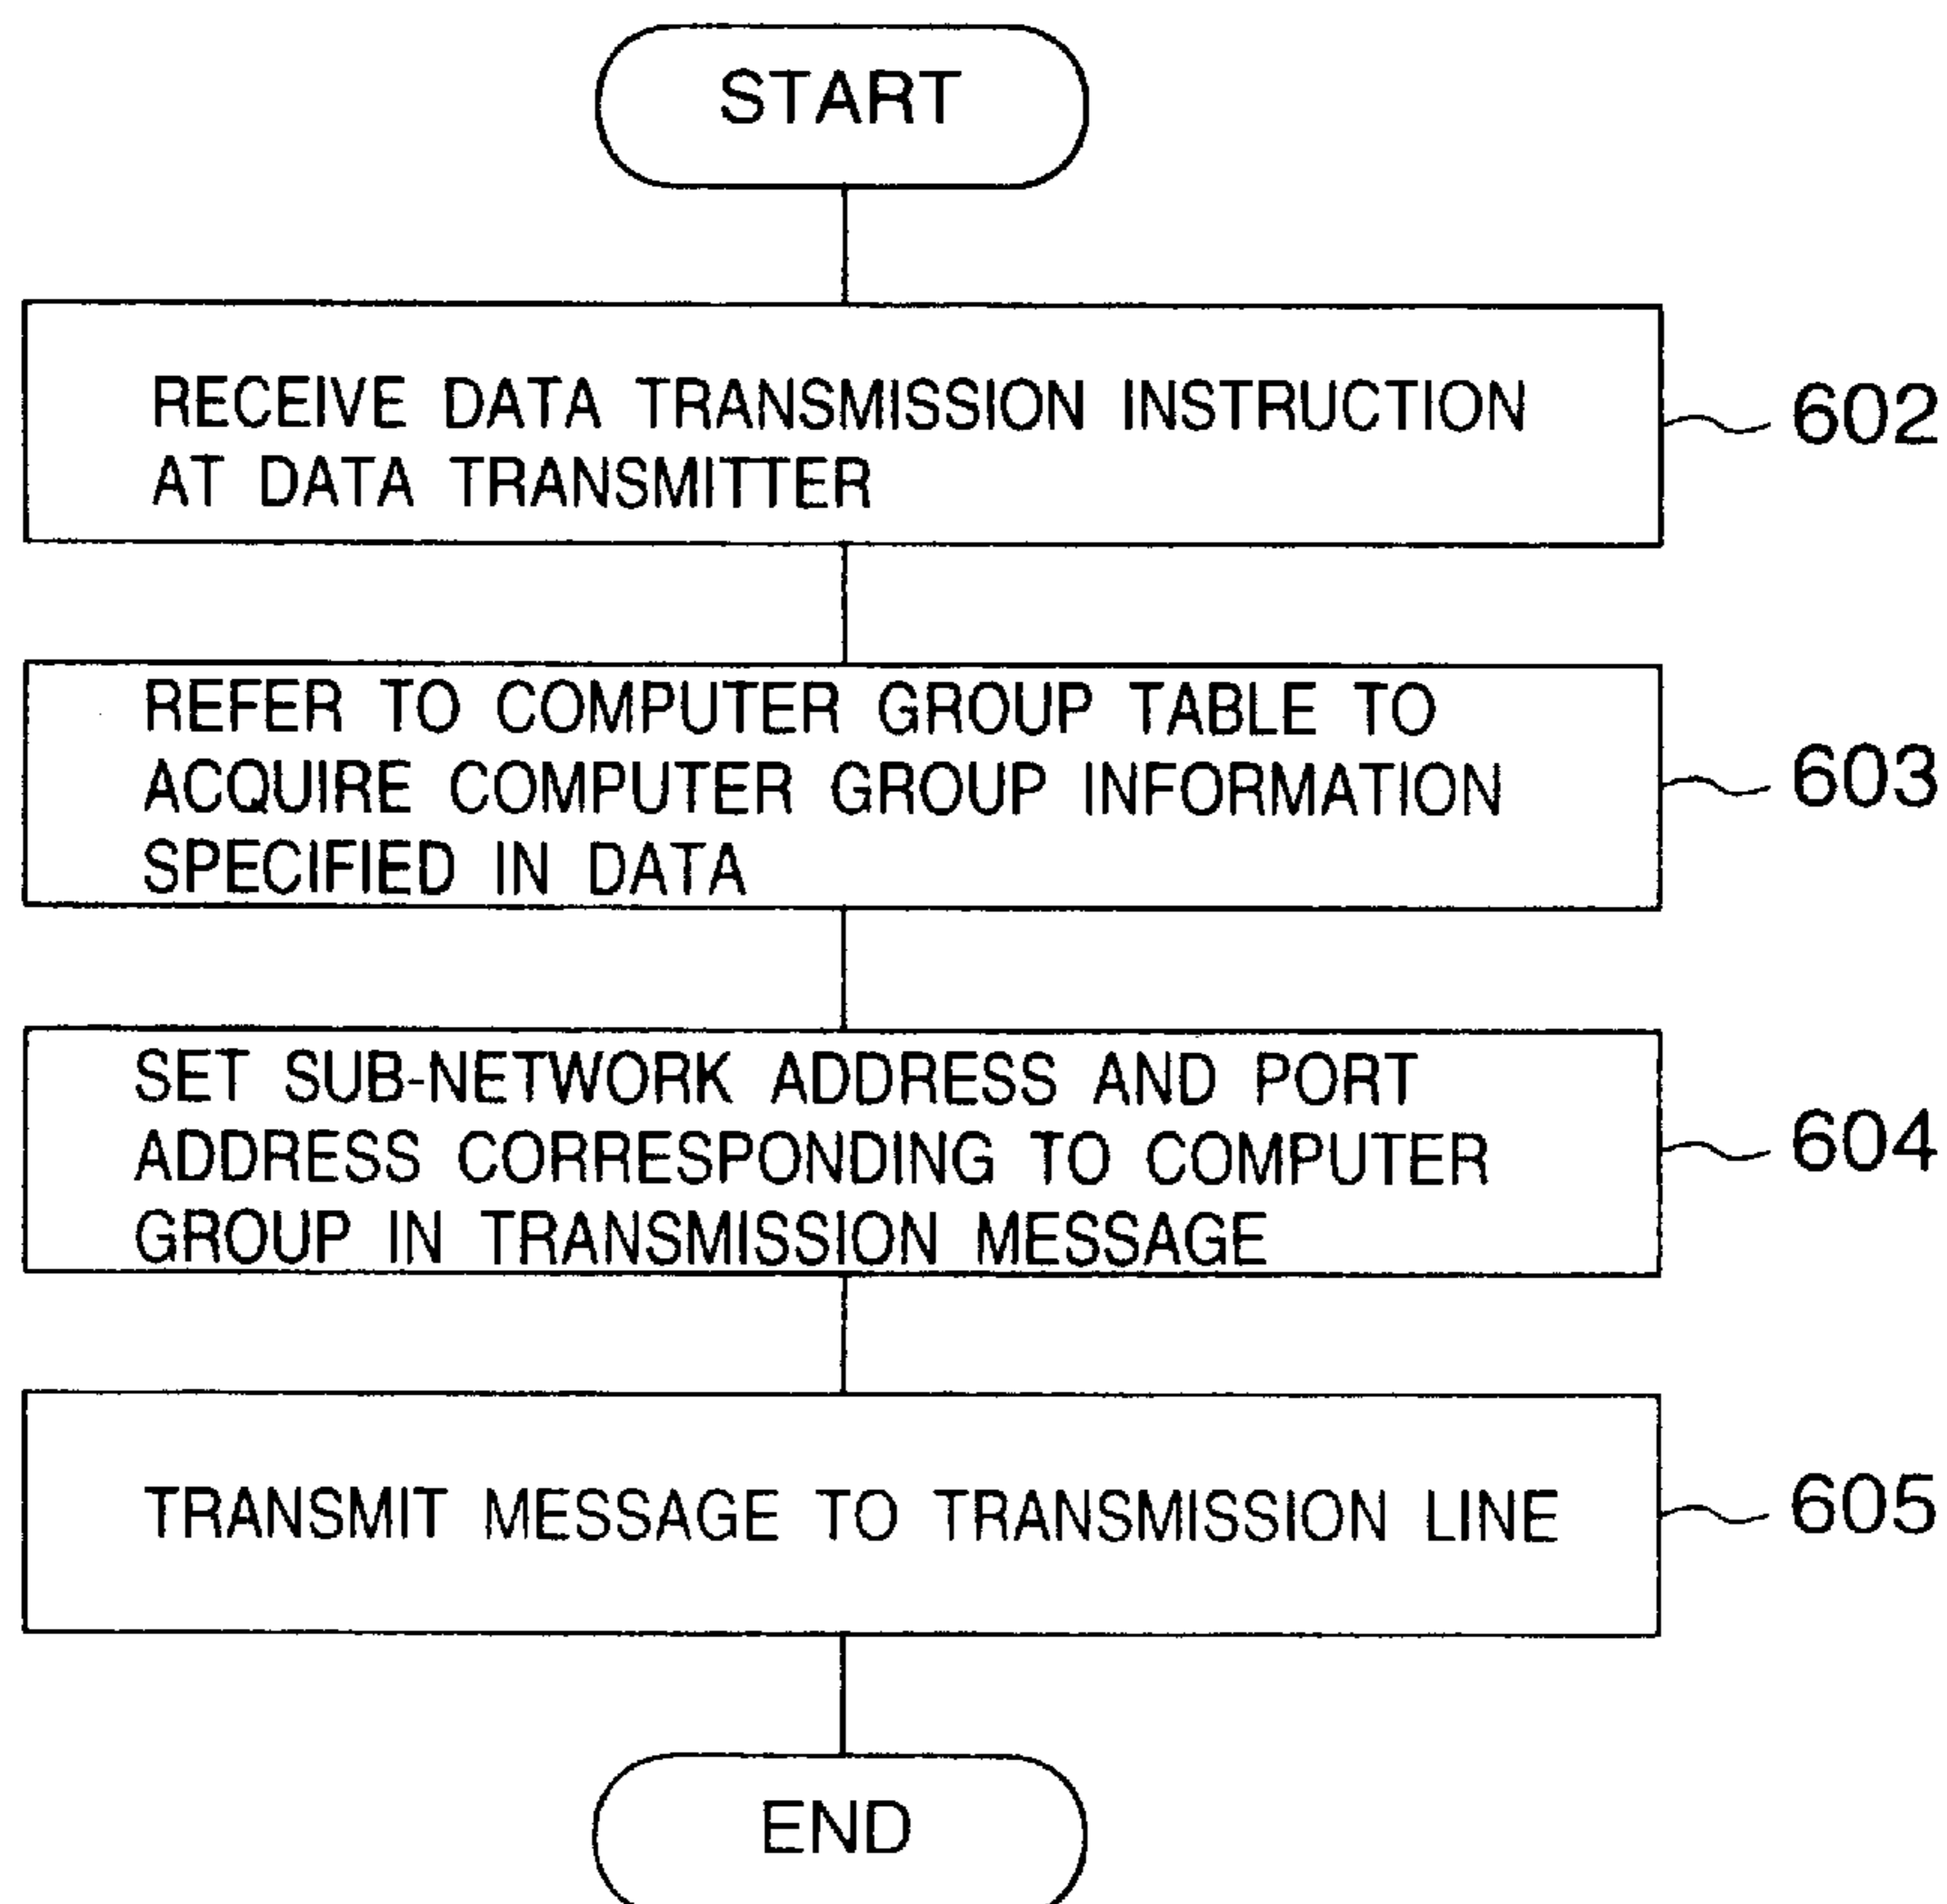 START
RECEIVE DATA TRANSMISSION INSTRUCTION
AT DATA TRANSMITTER
602
REFER TO COMPUTER GROUP TABLE TO
ACQUIRE COMPUTER GROUP INFORMATION
SPECIFIED IN DATA
603
SET SUB-NETWORK ADDRESS AND PORT
ADDRESS CORRESPONDING TO COMPUTER
GROUP IN TRANSMISSION MESSAGE
604
TRANSMIT MESSAGE TO TRANSMISSION LINE
605
END